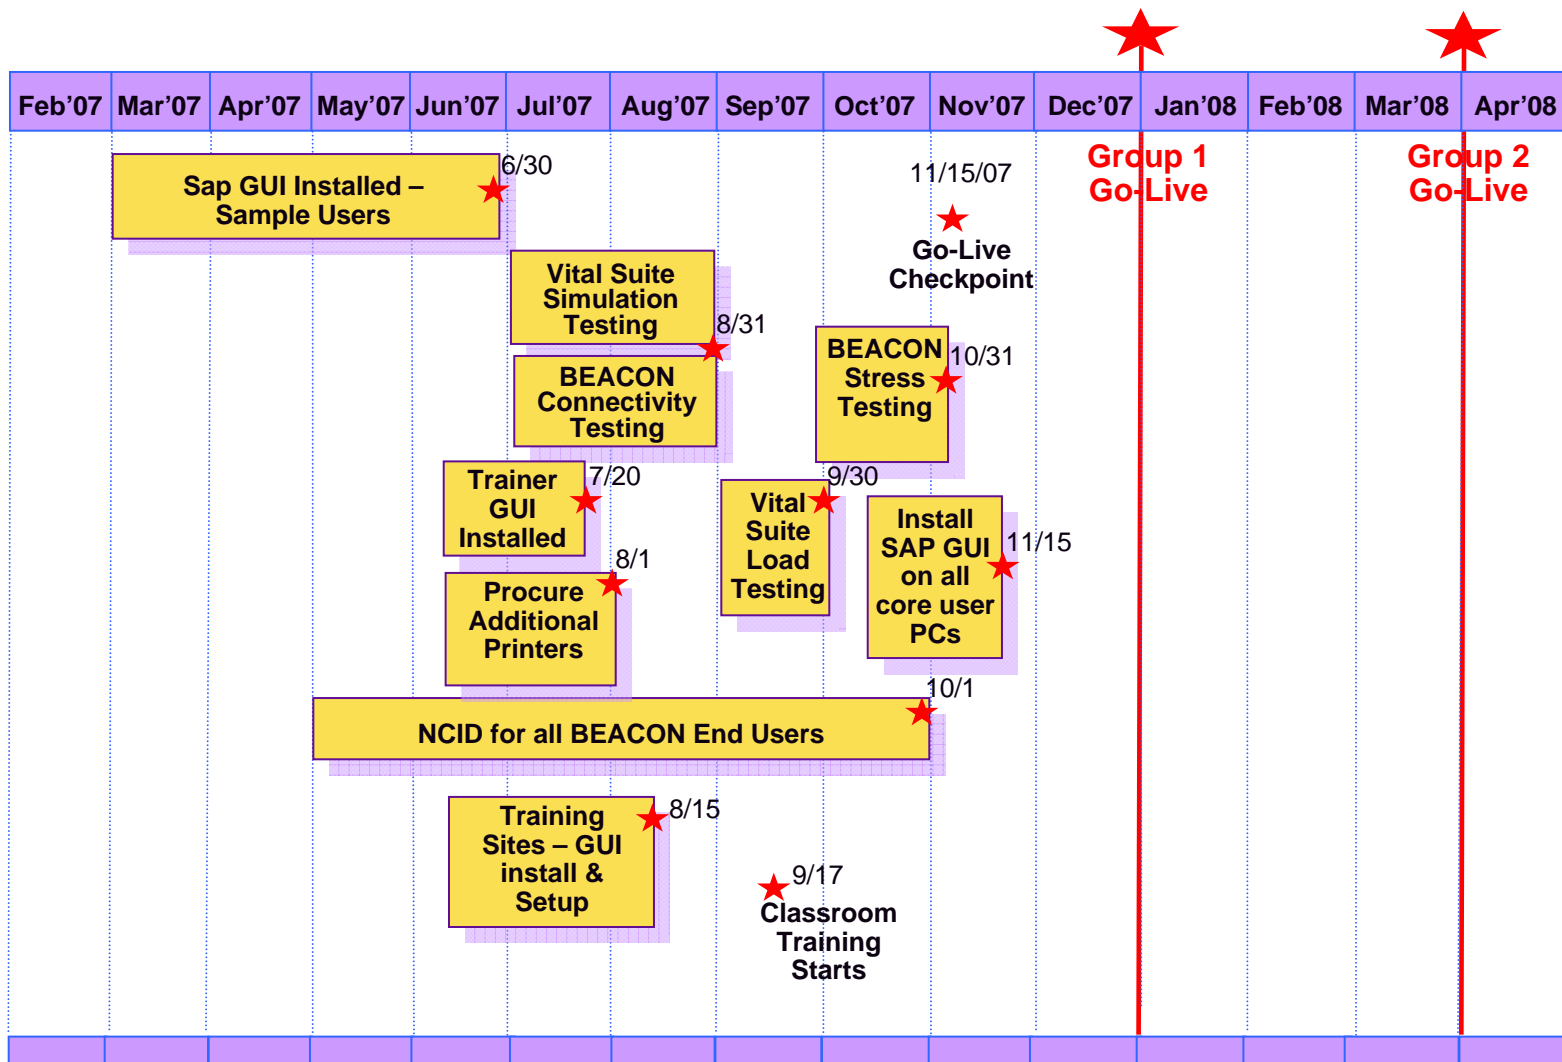 Feb’07 Mar’07 Apr’07 May’07 Jun’07 Jul’07 Aug’07 Sep’07 Oct’07 Nov’07 Dec’07 Jan’08 Feb’08 Mar’08 Apr’08
Group 1
Go-Live
Group 2
Go-Live
Sap GUI Installed –
Sample Users
6/30
11/15/07
Go-Live
Checkpoint
Vital Suite
Simulation
Testing
8/31
BEACON
Connectivity
Testing
BEACON
Stress
Testing
10/31
Trainer
GUI
Installed
7/20
Vital
Suite
Load
Testing
9/30
Install
SAP GUI
on all
core user
PCs
11/15
Procure
Additional
Printers
8/1
NCID for all BEACON End Users
10/1
Training
Sites – GUI
install &
Setup
8/15
9/17
Classroom
Training
Starts